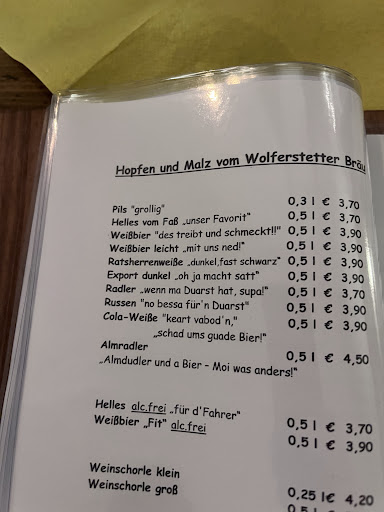 Hopfen und Malz vom Wolferstetter Bräu
Pils "grollig" 0,3 l € 3,70
Helles vom Faß „unser Favorit" 0,5 l € 3,70
Weißbier "des treibt und schmeckt!!" 0,5 l € 3,90
Weißbier leicht „mit uns ned!" 0,5 l € 3,90
Ratsherrenweiße „dunkel,fast schwarz" 0,5 l € 3,90
Export dunkel „oh ja macht satt" 0,5 l € 3,90
Radler „wenn ma Duarst hat, supa!" 0,5 l € 3,70
Russen "no bessa für'n Duarst" 0,5 l € 3,90
Cola-Weiße "keart vabod'n," 0,5 l € 3,90
„schad ums guade Bier!"
Almradler 0,5 l € 4,50
„Almdudler und a Bier - Moi was anders!"
Helles alc.frei „für d'Fahrer" 0,5 l € 3,70
Weißbier „Fit" alc.frei 0,5 l € 3,90
Weinschorle klein 0,25 l€ 4,20
Weinschorle groß